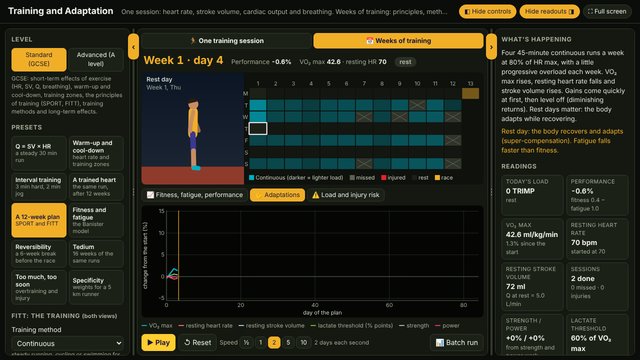 Training and Adaptation
One session: heart rate, stroke volume, cardiac output and breathing. Weeks of training: principles, meth...
Hide controls
Hide readouts
Full screen
LEVEL
Standard (GCSE)
Advanced (A level)
GCSE: short-term effects of exercise (HR, SV, Q, breathing), warm-up and cool-down, training zones, the principles of training (SPORT, FITT), training methods and long-term effects.
PRESETS
Q = SV × HR
a steady 30 min run
Warm-up and cool-down
heart rate and training zones
Interval training
3 min hard, 2 min jog
A trained heart
the same run, after 12 weeks
A 12-week plan
SPORT and FITT
Fitness and fatigue
the Banister model
Reversibility
a 6-week break before the race
Tedium
16 weeks of the same runs
Too much, too soon
overtraining and injury
Specificity
weights for a 5 km runner
FITT: THE TRAINING (both views)
Training method
Continuous
One training session
Weeks of training
Week 1 · day 4
Performance -0.6%
VO₂ max 42.6 · resting HR 70
rest
Rest day
Week 1, Thu
1 2 3 4 5 6 7 8 9 10 11 12 13
M
T
W
T
F
S
S
Continuous (darker = lighter load)
missed
injured
rest
race
Fitness, fatigue, performance
Adaptations
Load and injury risk
change from the start (%)
15
10
5
0
-5
0
20
40
60
80
day of the plan
VO₂ max
resting heart rate
resting stroke volume
lactate threshold (% points)
strength
power
Play
Reset
Speed ½ 1 2 5 10
2 days each second
Batch run
WHAT'S HAPPENING
Four 45-minute continuous runs a week at 80% of HR max, with a little progressive overload each week. VO₂ max rises, resting heart rate falls and stroke volume rises. Gains come quickly at first, then level off (diminishing returns). Rest days matter: the body adapts while recovering.
Rest day: the body recovers and adapts (super-compensation). Fatigue falls faster than fitness.
READINGS
TODAY'S LOAD
0 TRIMP
rest
PERFORMANCE
-0.6%
fitness 0.4 − fatigue 1.0
VO₂ MAX
42.6 ml/kg/min
1.3% since the start
RESTING HEART RATE
70 bpm
started at 70
RESTING STROKE VOLUME
72 ml
Q at rest = 5.0 L/min
SESSIONS
2 done
0 missed · 0 injuries
STRENGTH / POWER
+0% / +0%
from strength and
LACTATE THRESHOLD
60% of VO₂ max